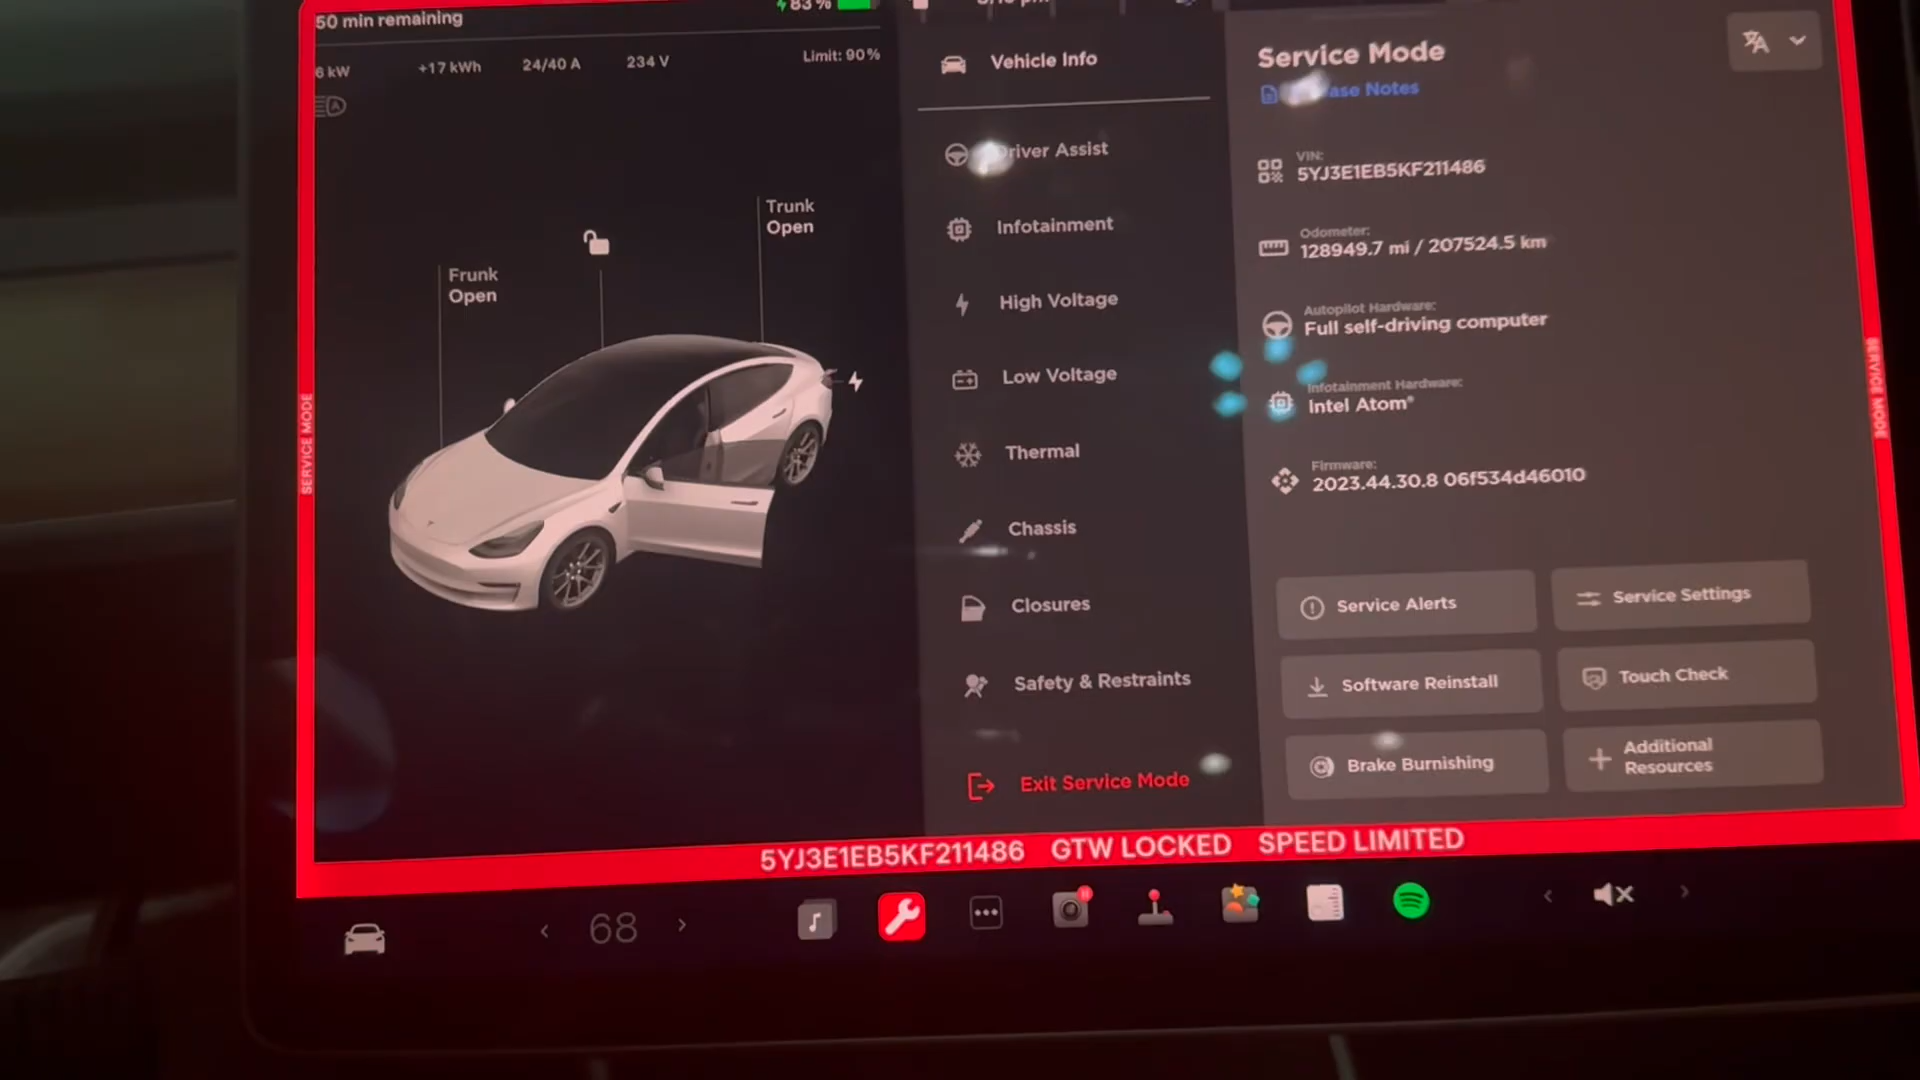 50 min remaining
83%
6 kW
+17 kWh
24/40 A
234 V
Limit: 90%
Frunk
Open
Trunk
Open
SERVICE MODE
Vehicle Info
Driver Assist
Infotainment
High Voltage
Low Voltage
Thermal
Chassis
Closures
Safety & Restraints
Exit Service Mode
Service Mode
ase Notes
VIN:
5YJ3E1EB5KF211486
Odometer:
128949.7 mi / 207524.5 km
Autopilot Hardware:
Full self-driving computer
Infotainment Hardware:
Intel Atom®
Firmware:
2023.44.30.8 06f534d46010
Service Alerts
Service Settings
Software Reinstall
Touch Check
Brake Burnishing
Additional
Resources
SERVICE MODE
5YJ3E1EB5KF211486 GTW LOCKED SPEED LIMITED
68